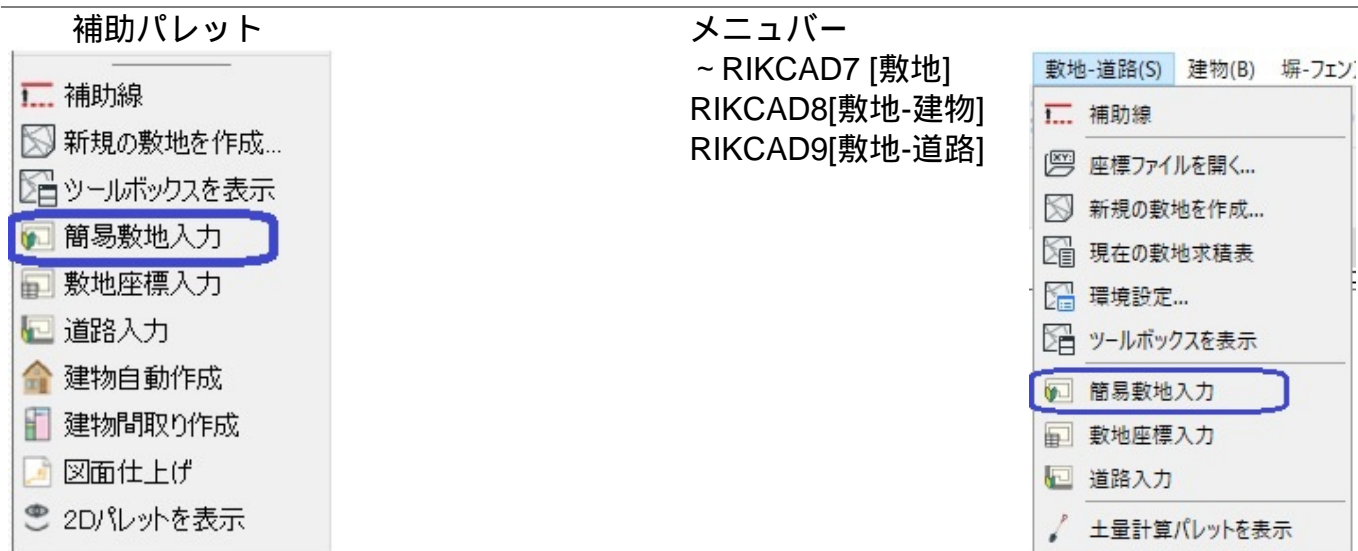 補助パレット
補助線
新規の敷地を作成...
ツールボックスを表示
簡易敷地入力
敷地座標入力
道路入力
建物自動作成
建物間取り作成
図面仕上げ
2Dパレットを表示
メニュバー
~ RIKCAD7 [敷地]
RIKCAD8[敷地-建物]
RIKCAD9[敷地-道路]
敷地-道路(S) 建物(B) 塀-フェン
補助線
座標ファイルを開く...
新規の敷地を作成...
現在の敷地求積表
環境設定...
ツールボックスを表示
簡易敷地入力
敷地座標入力
道路入力
土量計算パレットを表示